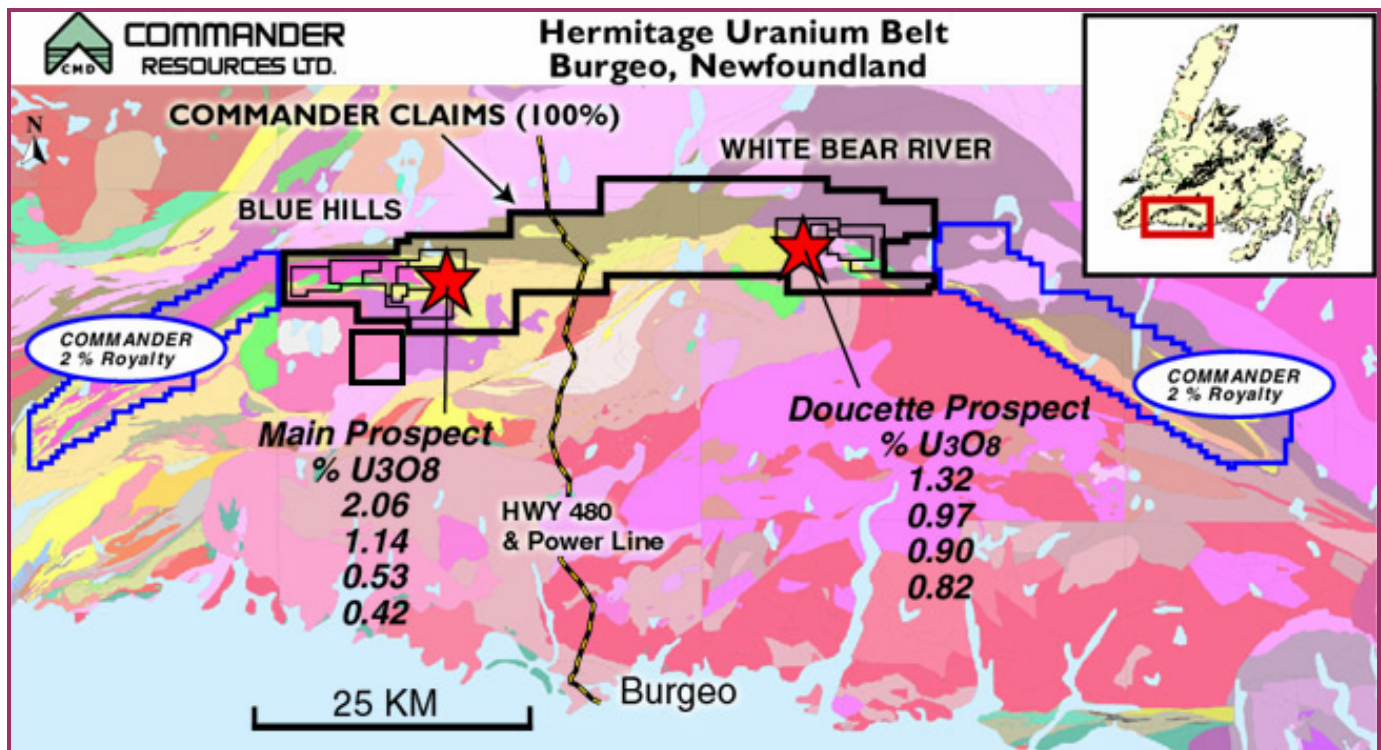 CMD
COMMANDER
RESOURCES LTD.
Hermitage Uranium Belt
Burgeo, Newfoundland
N
COMMANDER CLAIMS (100%)
WHITE BEAR RIVER
BLUE HILLS
COMMANDER
2 % Royalty
COMMANDER
2 % Royalty
Main Prospect
% U3O8
2.06
1.14
0.53
0.42
Doucette Prospect
% U3O8
1.32
0.97
0.90
0.82
HWY 480
& Power Line
Burgeo
25 KM